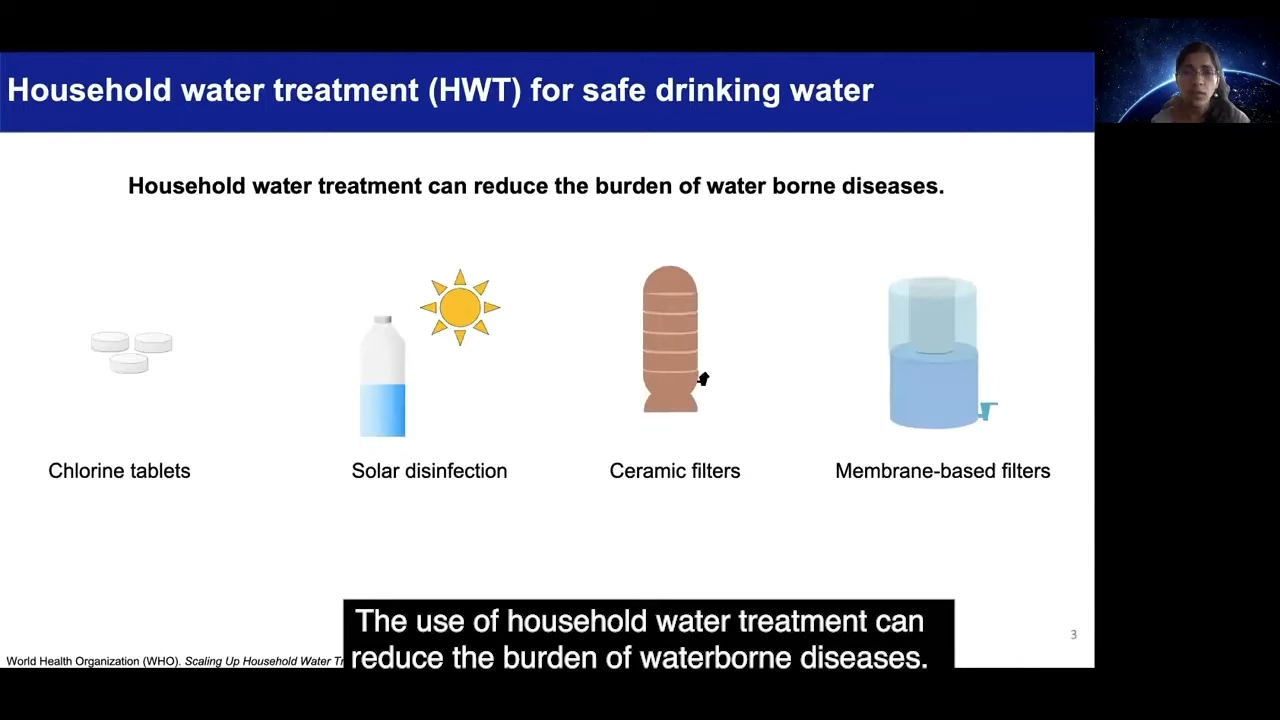 Household water treatment (HWT) for safe drinking water
Household water treatment can reduce the burden of water borne diseases.
Chlorine tablets
Solar disinfection
Ceramic filters
Membrane-based filters
3
World Health Organization (WHO). Scaling Up Household Water
The use of household water treatment can
reduce the burden of waterborne diseases.